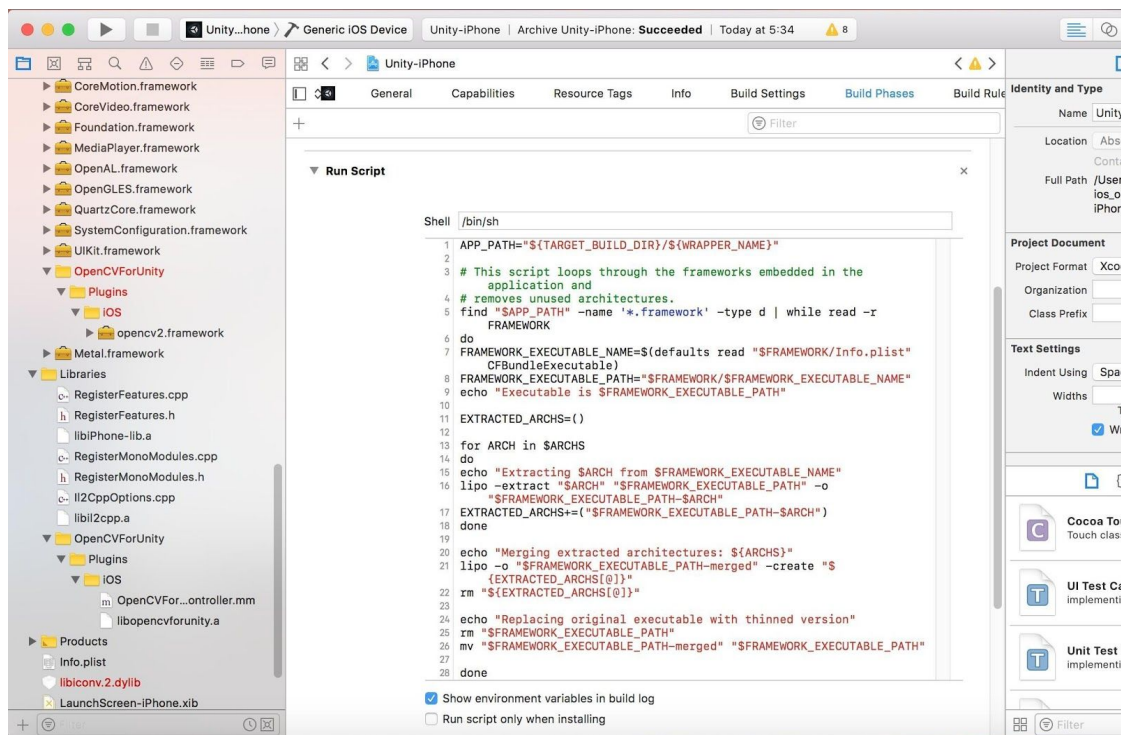 Unity...hone
Generic iOS Device
Unity-iPhone | Archive Unity-iPhone: Succeeded | Today at 5:34
8
CoreMotion.framework
CoreVideo.framework
Foundation.framework
MediaPlayer.framework
OpenAL.framework
OpenGLES.framework
QuartzCore.framework
SystemConfiguration.framework
UIKit.framework
OpenCVForUnity
Plugins
iOS
opencv2.framework
Metal.framework
Libraries
RegisterFeatures.cpp
RegisterFeatures.h
libiPhone-lib.a
RegisterMonoModules.cpp
RegisterMonoModules.h
Il2CppOptions.cpp
libil2cpp.a
OpenCVForUnity
Plugins
iOS
OpenCVFor...ontroller.mm
libopencvforunity.a
Products
Info.plist
libiconv.2.dylib
LaunchScreen-iPhone.xib
Filter
Unity-iPhone
General Capabilities Resource Tags Info Build Settings Build Phases Build Rule
Filter
Run Script
Shell /bin/sh
1 APP_PATH="${TARGET_BUILD_DIR}/${WRAPPER_NAME}"
2
3 # This script loops through the frameworks embedded in the
application and
4 # removes unused architectures.
5 find "$APP_PATH" -name '*.framework' -type d | while read -r
FRAMEWORK
6 do
7 FRAMEWORK_EXECUTABLE_NAME=$(defaults read "$FRAMEWORK/Info.plist"
CFBundleExecutable)
8 FRAMEWORK_EXECUTABLE_PATH="$FRAMEWORK/$FRAMEWORK_EXECUTABLE_NAME"
9 echo "Executable is $FRAMEWORK_EXECUTABLE_PATH"
10
11 EXTRACTED_ARCHS=()
12
13 for ARCH in $ARCHS
14 do
15 echo "Extracting $ARCH from $FRAMEWORK_EXECUTABLE_NAME"
16 lipo -extract "$ARCH" "$FRAMEWORK_EXECUTABLE_PATH" -o
"$FRAMEWORK_EXECUTABLE_PATH-$ARCH"
17 EXTRACTED_ARCHS+=("$FRAMEWORK_EXECUTABLE_PATH-$ARCH")
18 done
19
20 echo "Merging extracted architectures: ${ARCHS}"
21 lipo -o "$FRAMEWORK_EXECUTABLE_PATH-merged" -create "$
{EXTRACTED_ARCHS[@]}"
22 rm "${EXTRACTED_ARCHS[@]}"
23
24 echo "Replacing original executable with thinned version"
25 rm "$FRAMEWORK_EXECUTABLE_PATH"
26 mv "$FRAMEWORK_EXECUTABLE_PATH-merged" "$FRAMEWORK_EXECUTABLE_PATH"
27
28 done
Show environment variables in build log
Run script only when installing
Identity and Type
Name Unity
Location Abs
Conta
Full Path /User
ios_o
iPhon
Project Document
Project Format Xco
Organization
Class Prefix
Text Settings
Indent Using Spa
Widths
T
Wr
C
Cocoa Tou
Touch clas
T
UI Test Ca
implementi
T
Unit Test
implementi
Filter